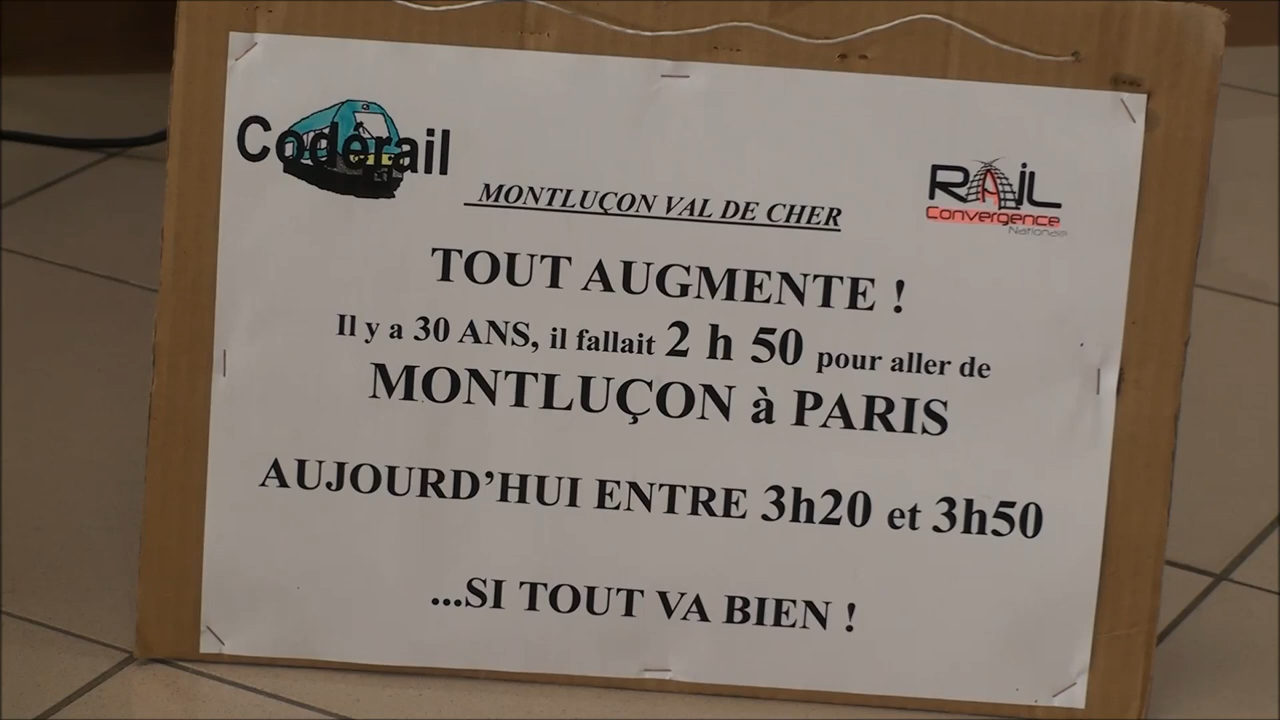 Codérail
MONTLUÇON VAL DE CHER
RAIL
Convergence
Nationale
TOUT AUGMENTE !
Il y a 30 ANS, il fallait 2 h 50 pour aller de
MONTLUÇON à PARIS
AUJOURD’HUI ENTRE 3h20 et 3h50
...SI TOUT VA BIEN !